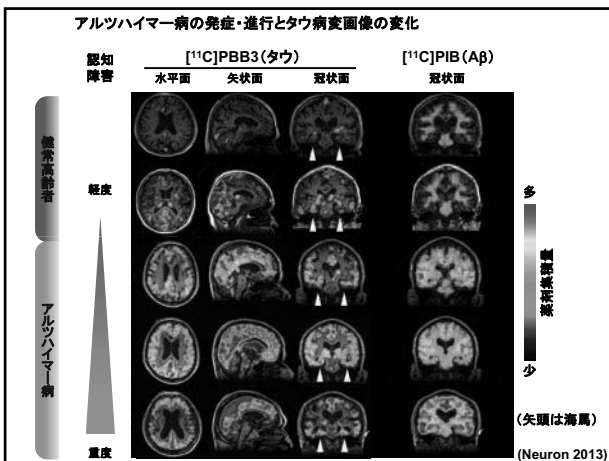 アルツハイマー病の発症・進行とタウ病変画像の変化
認知
障害
[¹¹C]PBB3(タウ)
[¹¹C]PIB(Aβ)
水平面
矢状面
冠状面
冠状面
健常高齢者
軽度
アルツハイマー病
重度
多
薬剤集積量
少
(矢頭は海馬)
(Neuron 2013)